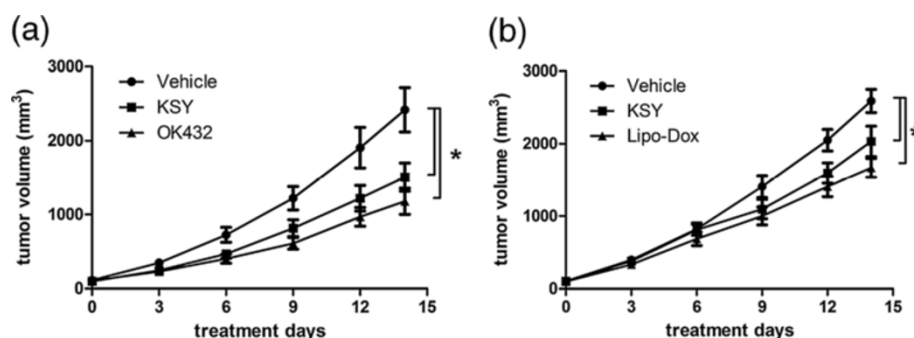 (a)
tumor volume (mm³)
3000
2000
1000
0
Vehicle
KSY
OK432
*
0 3 6 9 12 15
treatment days
(b)
tumor volume (mm³)
3000
2000
1000
0
Vehicle
KSY
Lipo-Dox
*
0 3 6 9 12 15
treatment days